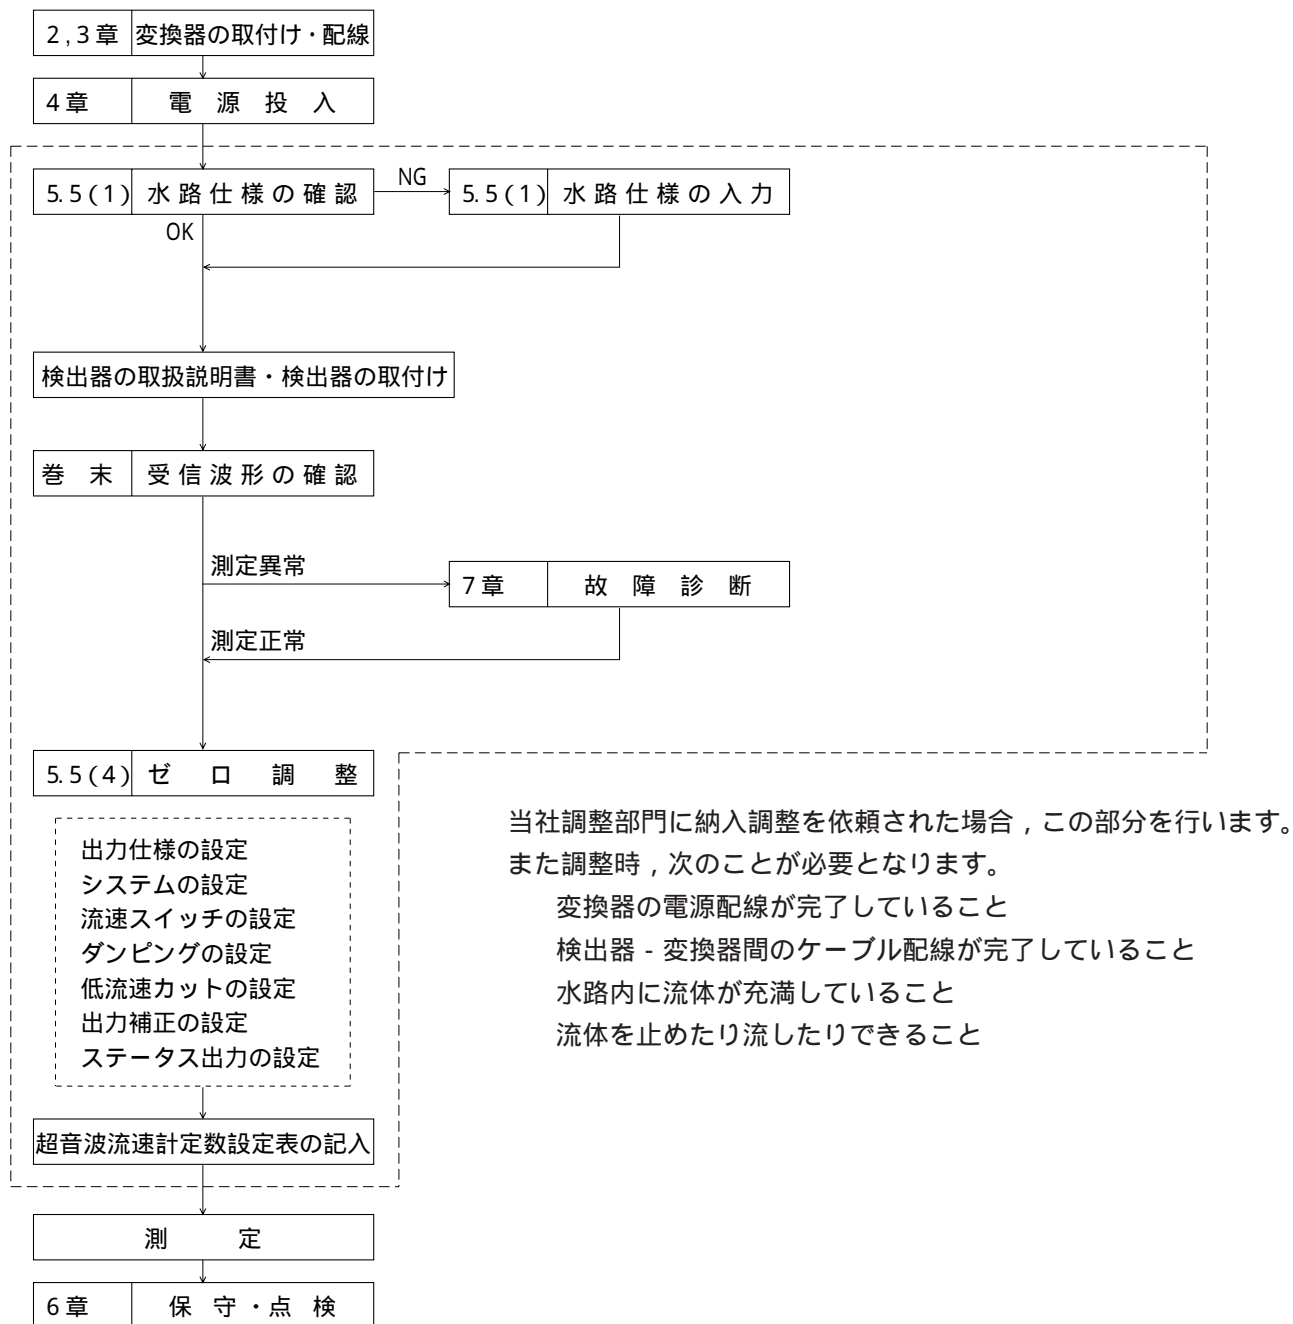 2,3章 変換器の取付け・配線
4章 電源投入
5.5(1) 水路仕様の確認
NG
5.5(1) 水路仕様の入力
OK
検出器の取扱説明書・検出器の取付け
巻末 受信波形の確認
測定異常
7章 故障診断
測定正常
5.5(4) ゼロ調整
出力仕様の設定
システムの設定
流速スイッチの設定
ダンピングの設定
低流速カットの設定
出力補正の設定
ステータス出力の設定
当社調整部門に納入調整を依頼された場合，この部分を行います。
また調整時，次のことが必要となります。
変換器の電源配線が完了していること
検出器 - 変換器間のケーブル配線が完了していること
水路内に流体が充満していること
流体を止めたり流したりできること
超音波流速計定数設定表の記入
測定
6章 保守・点検